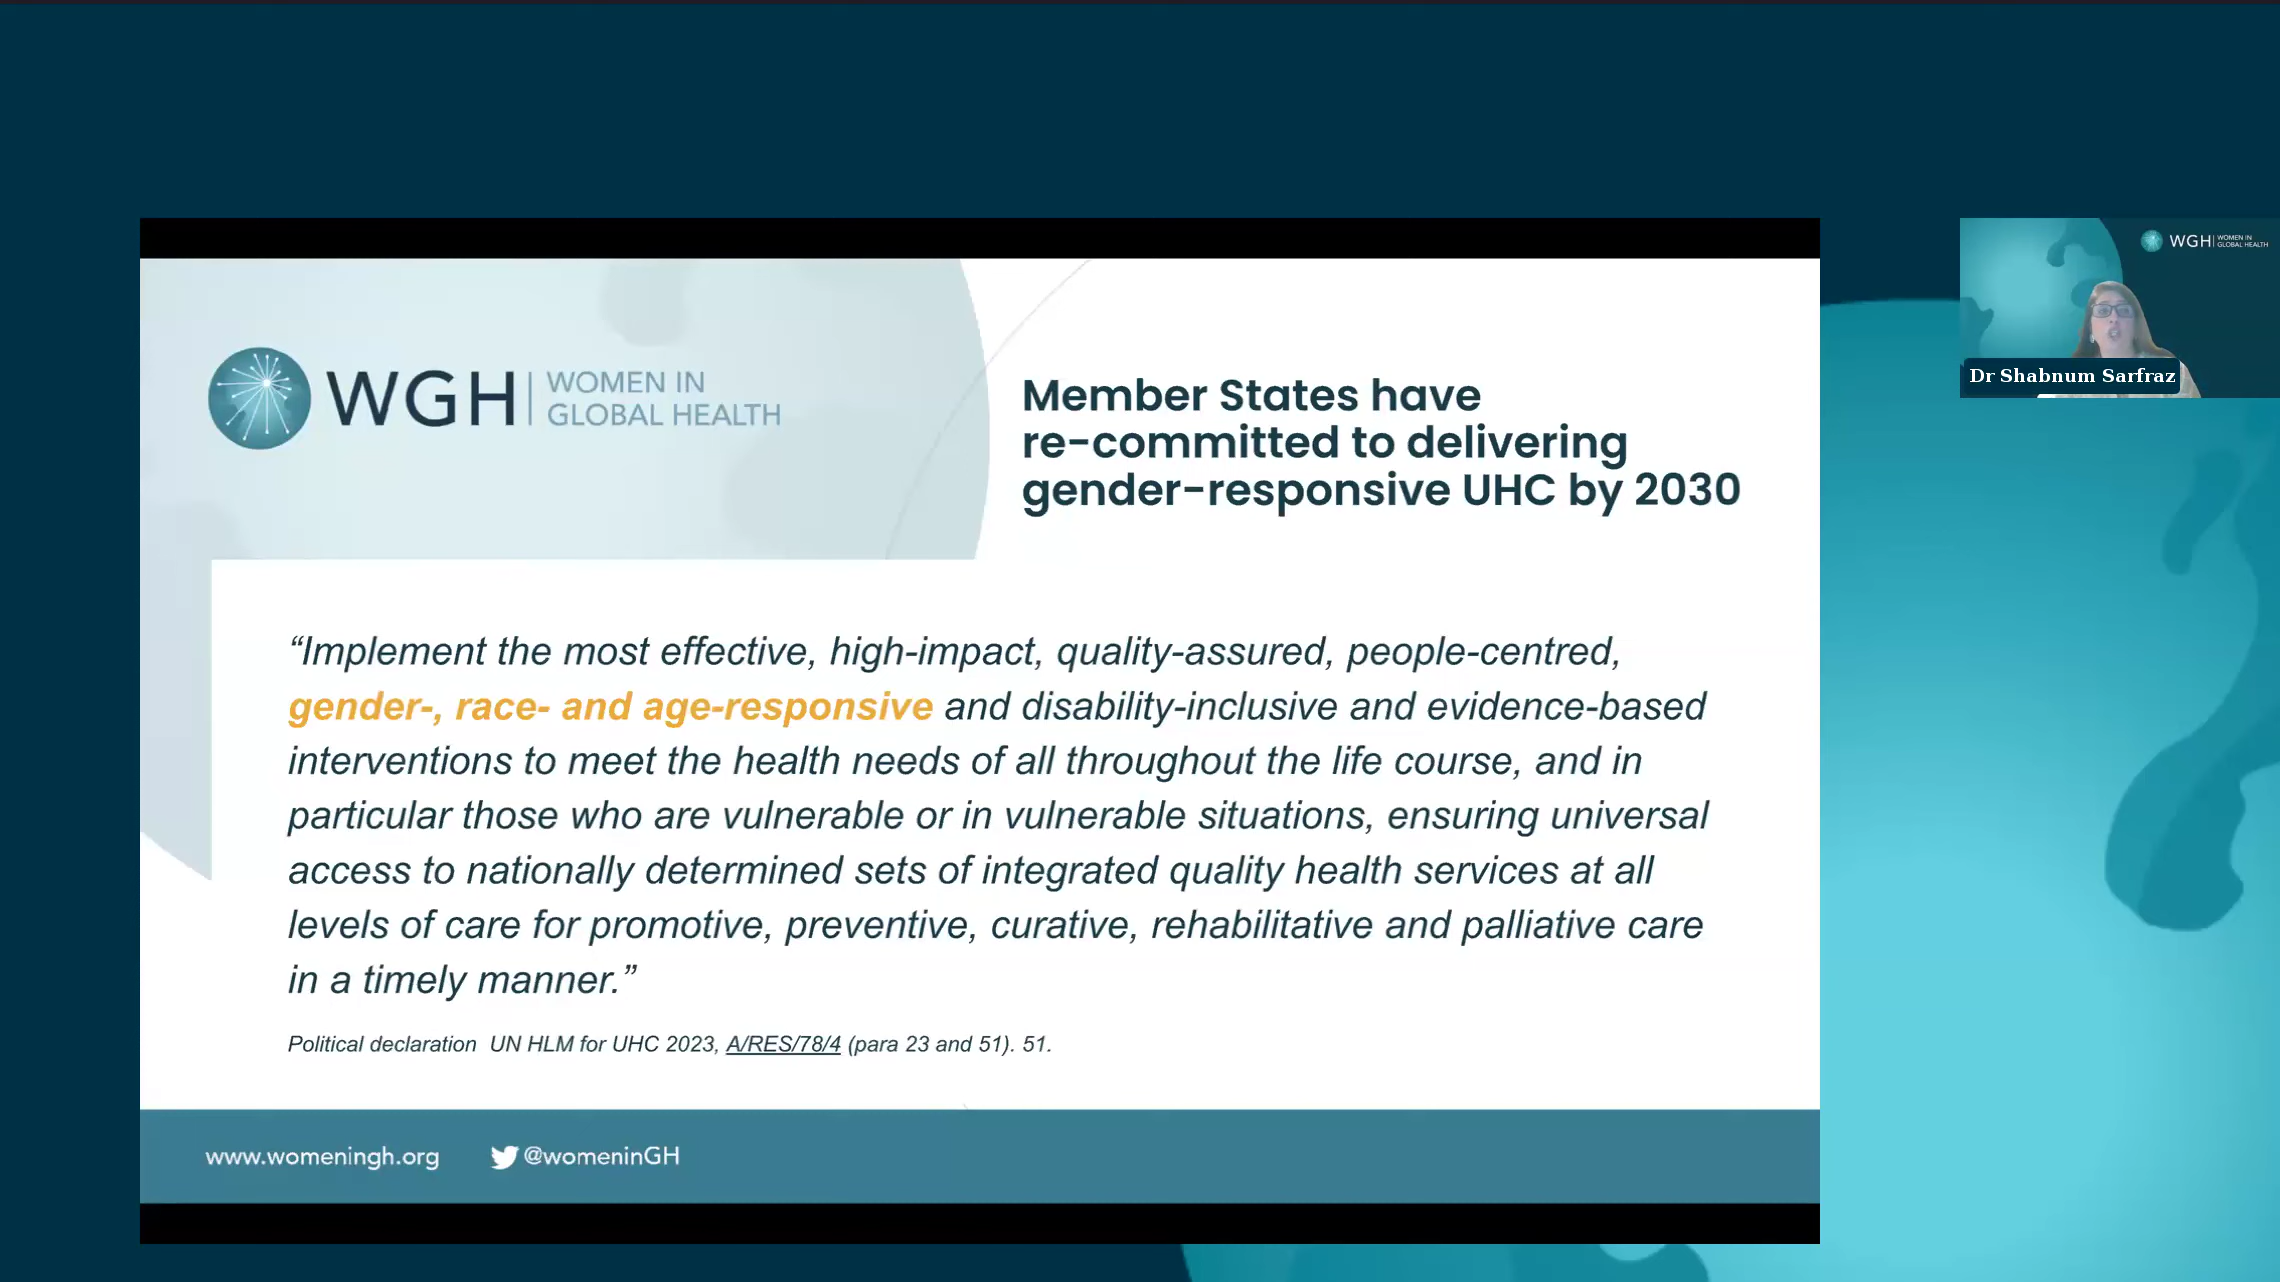 WGH | WOMEN IN
GLOBAL HEALTH
Member States have
re-committed to delivering
gender-responsive UHC by 2030
“Implement the most effective, high-impact, quality-assured, people-centred,
gender-, race- and age-responsive and disability-inclusive and evidence-based
interventions to meet the health needs of all throughout the life course, and in
particular those who are vulnerable or in vulnerable situations, ensuring universal
access to nationally determined sets of integrated quality health services at all
levels of care for promotive, preventive, curative, rehabilitative and palliative care
in a timely manner.”
Political declaration UN HLM for UHC 2023, A/RES/78/4 (para 23 and 51). 51.
www.womeningh.org @womeninGH
WGH | WOMEN IN
GLOBAL HEALTH
Dr Shabnum Sarfraz